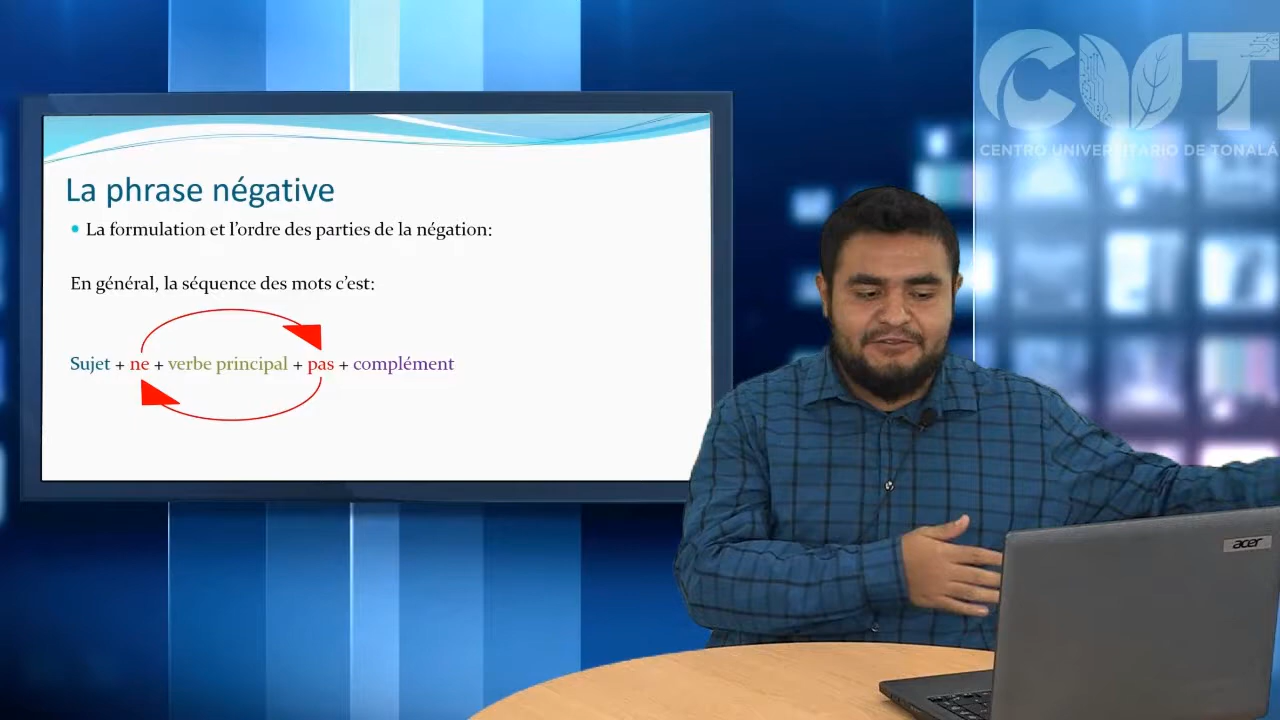 CUT
CENTRO UNIVERSITARIO DE TONALÁ
La phrase négative
• La formulation et l'ordre des parties de la négation:
En général, la séquence des mots c'est:
Sujet + ne + verbe principal + pas + complément
acer